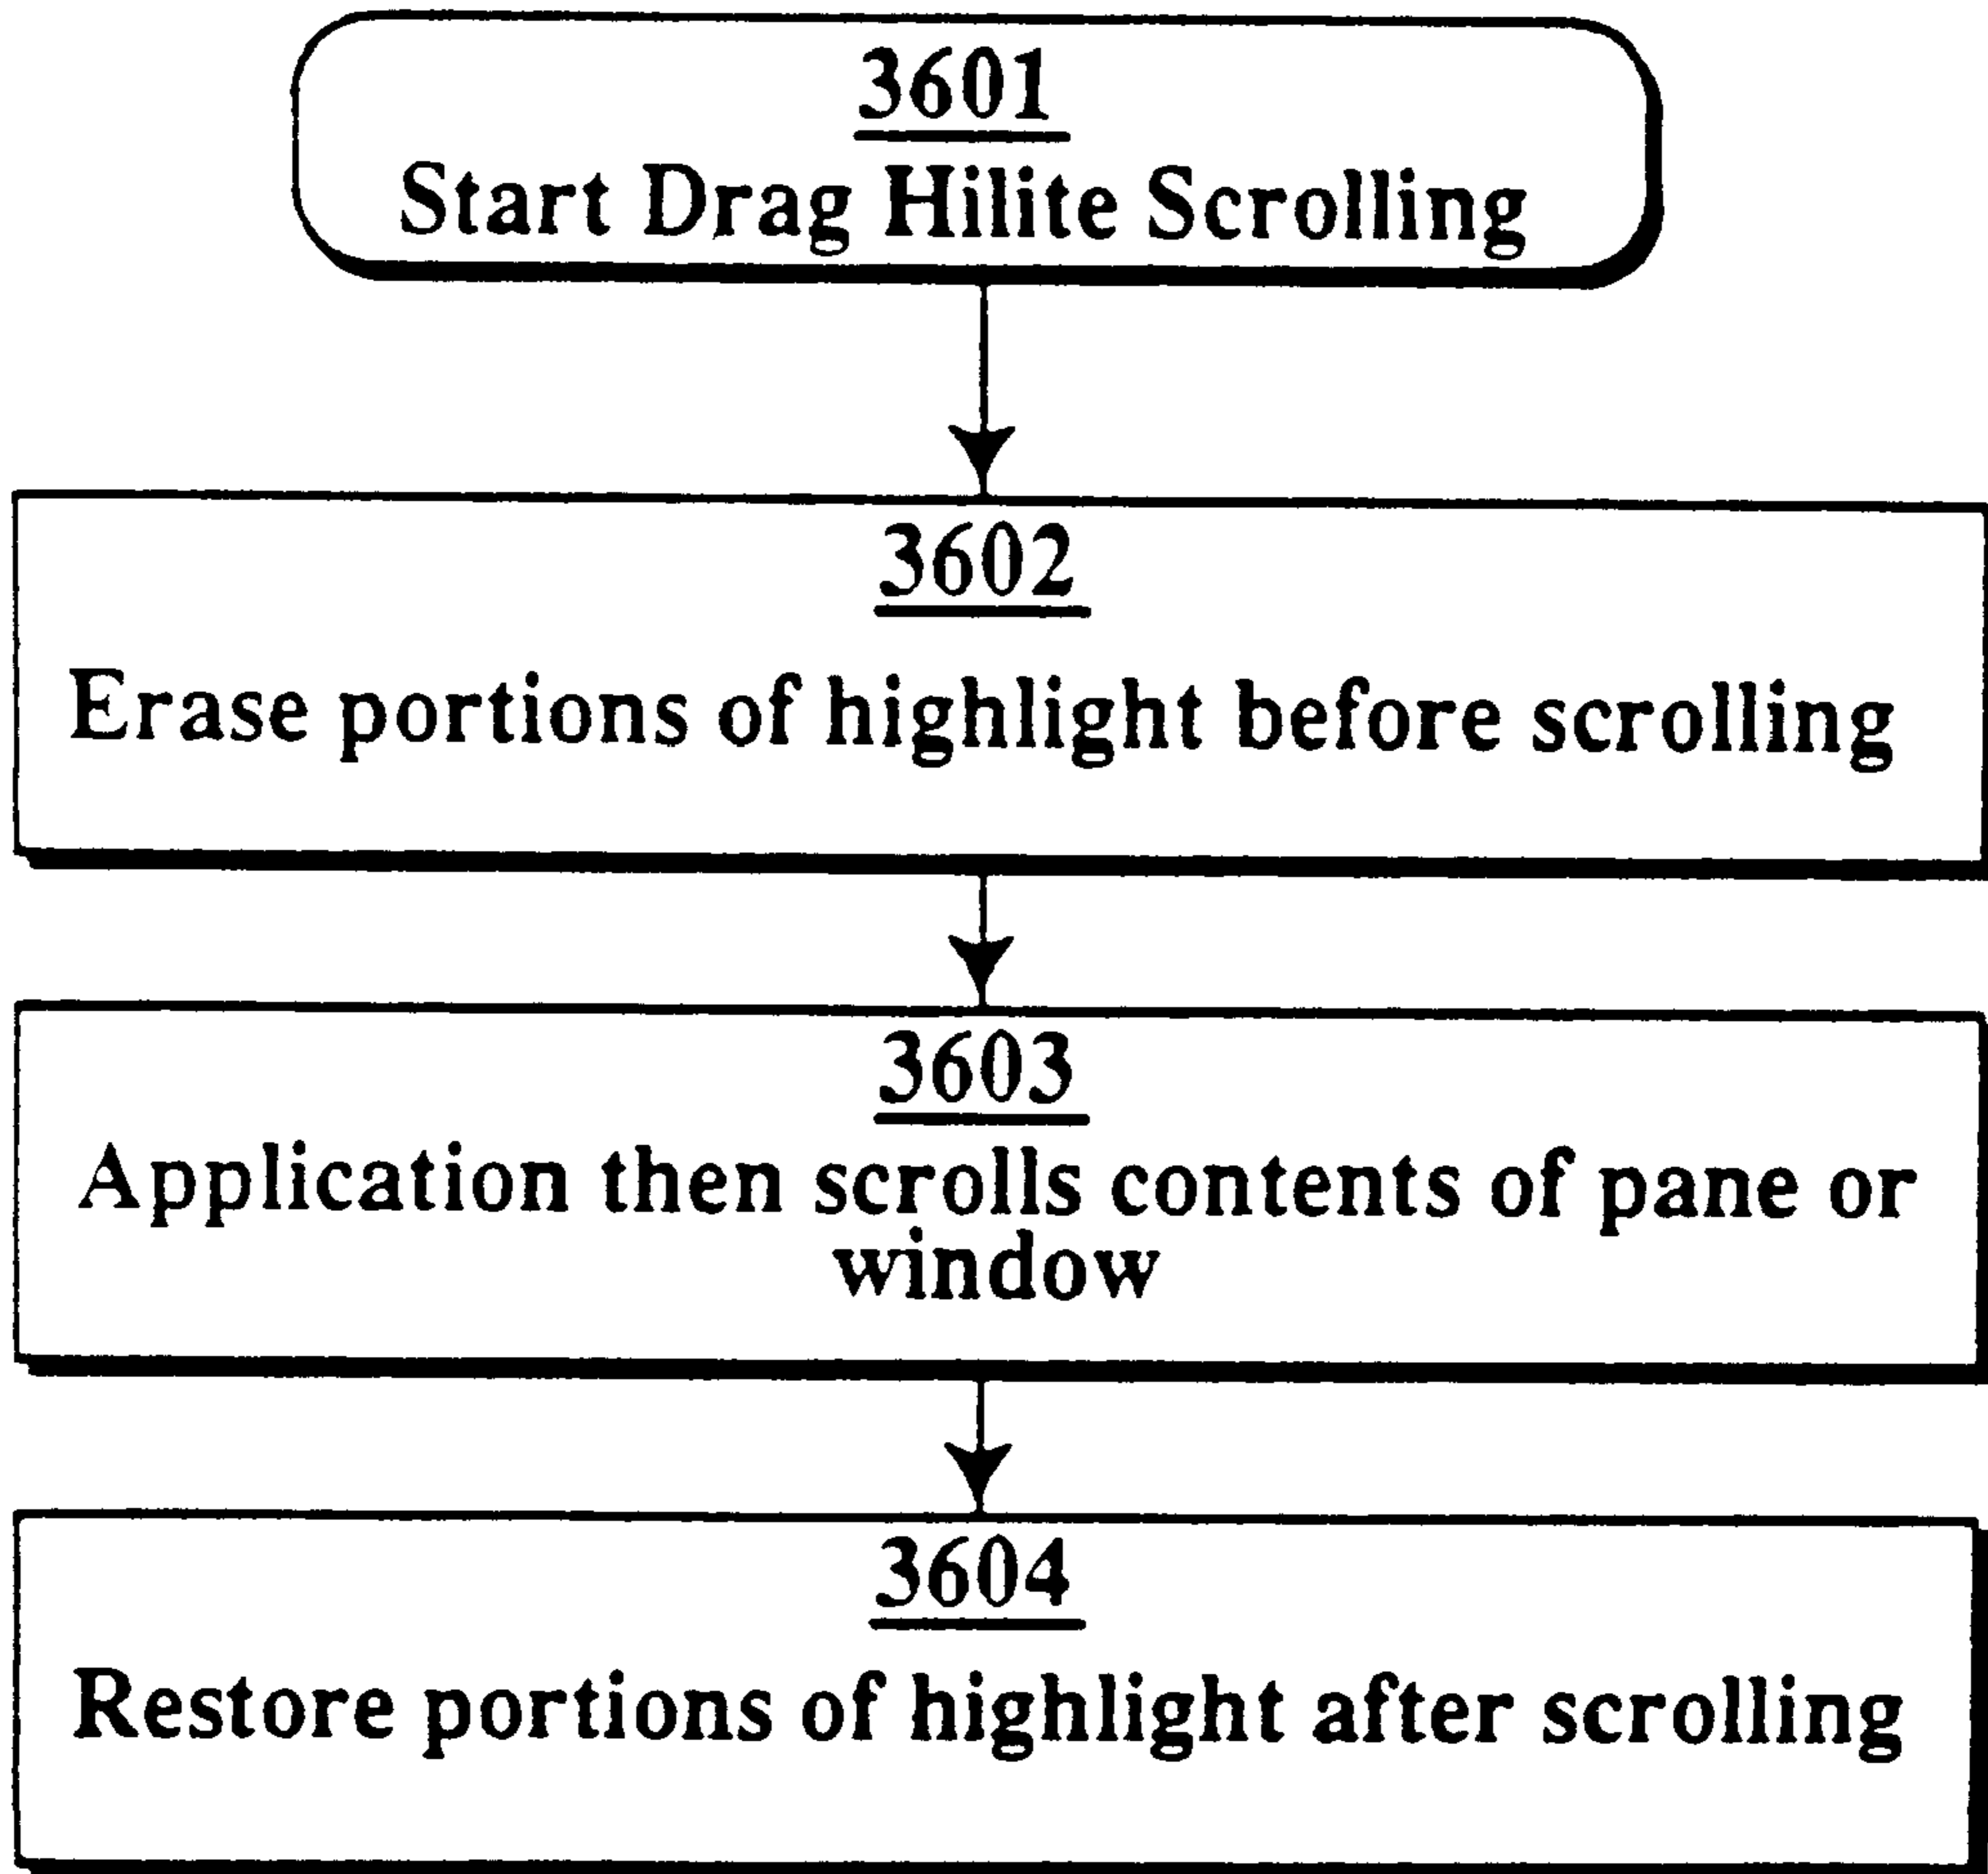 3601
Start Drag Hilite Scrolling
3602
Erase portions of highlight before scrolling
3603
Application then scrolls contents of pane or
window
3604
Restore portions of highlight after scrolling